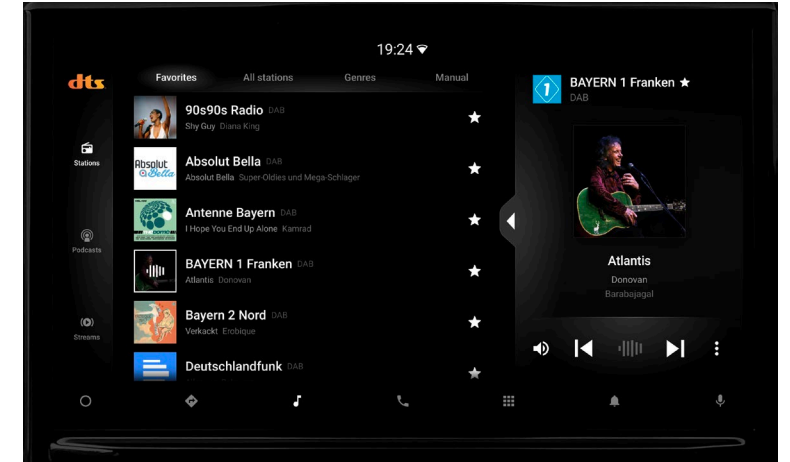 19:24
dts
Favorites
All stations
Genres
Manual
Stations
Podcasts
Streams
90s90s Radio DAB
Shy Guy Diana King
Absolut
Bella
Absolut Bella DAB
Absolut Bella Super-Oldies und Mega-Schlager
Antenne Bayern DAB
I Hope You End Up Alone Kamrad
BAYERN 1 Franken DAB
Atlantis Donovan
Bayern 2 Nord DAB
Verkackt Erobique
Deutschlandfunk DAB
1
BAYERN 1 Franken
DAB
Atlantis
Donovan
Barabajagal